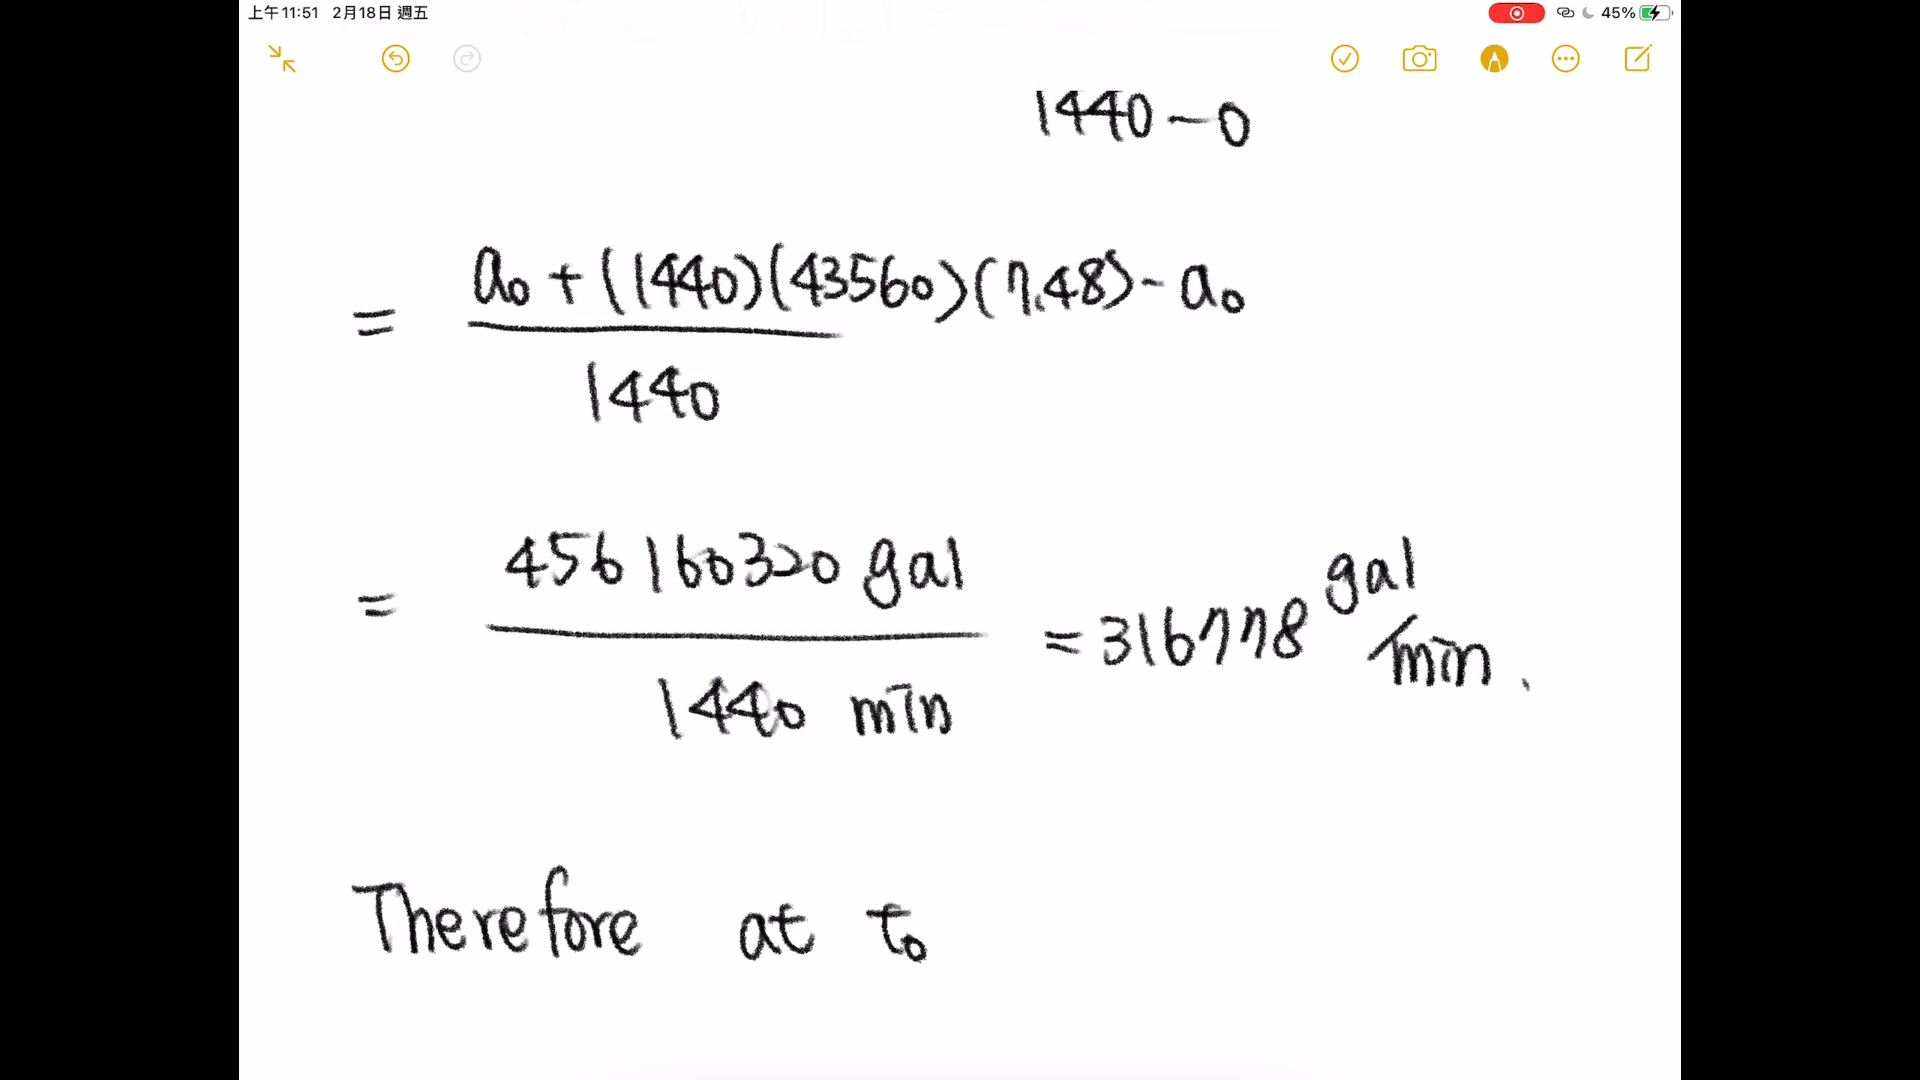 上午11:51 2月18日 週五 45%
1440-0
= a₀ + (1440)(43560)(7.48) - a₀
1440
= 456160320 gal
1440 min
= 316778 gal/min.
Therefore at t₀